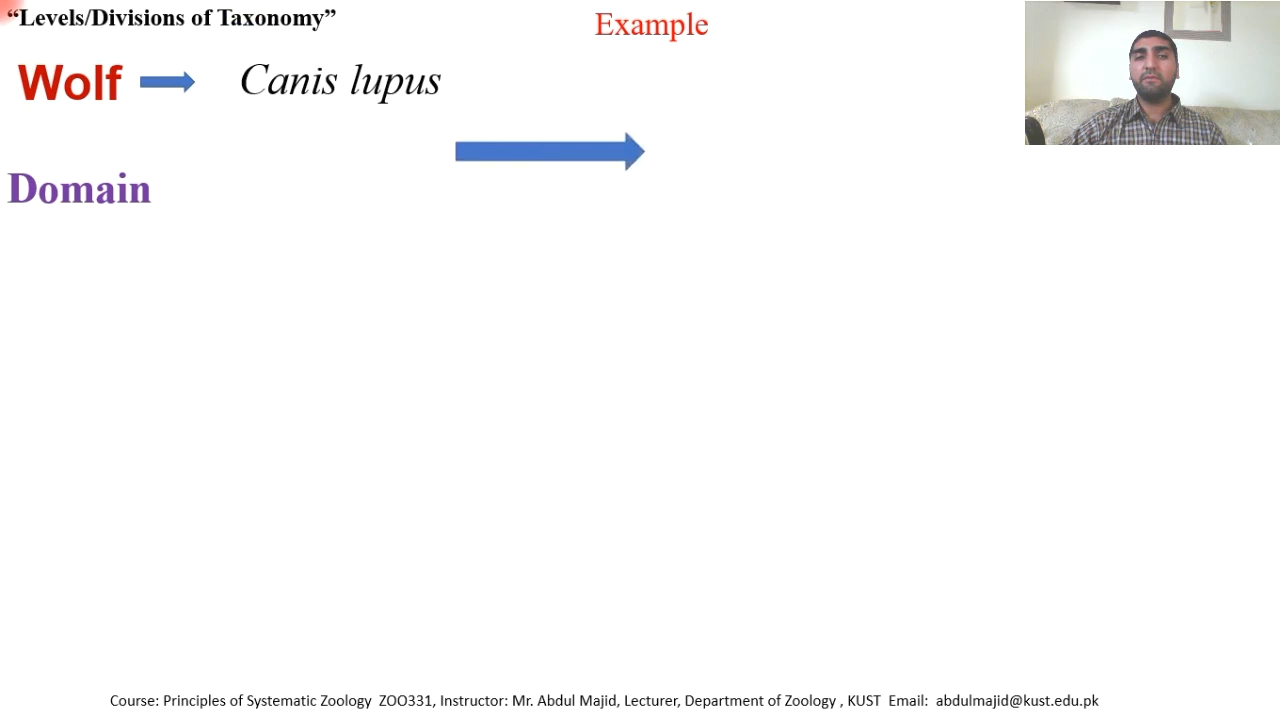 “Levels/Divisions of Taxonomy”
Example
Wolf Canis lupus
Domain
Course: Principles of Systematic Zoology ZOO331, Instructor: Mr. Abdul Majid, Lecturer, Department of Zoology , KUST Email: abdulmajid@kust.edu.pk